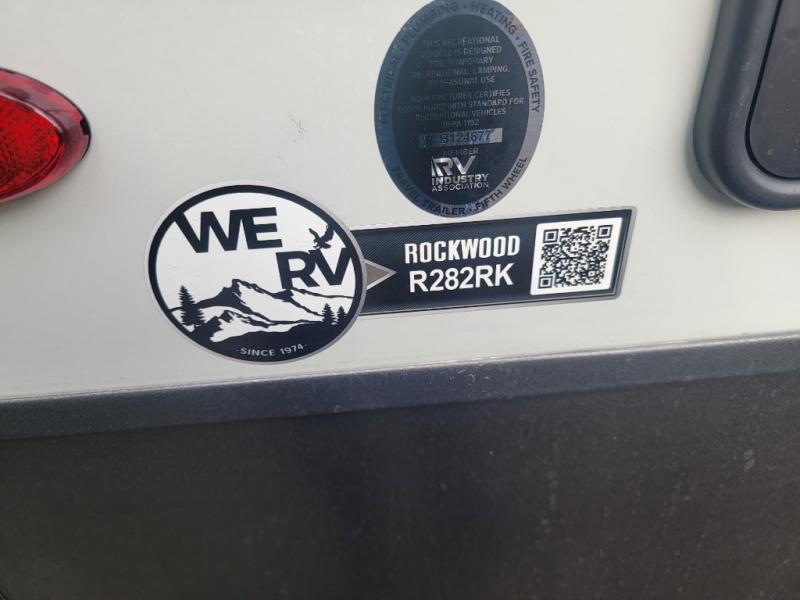 ELECTRICAL • PLUMBING • HEATING • FIRE SAFETY
THIS RECREATIONAL
VEHICLE IS DESIGNED
FOR TEMPORARY
RECREATIONAL, CAMPING,
OR SEASONAL USE
MANUFACTURER CERTIFIES
COMPLIANCE WITH STANDARD FOR
RECREATIONAL VEHICLES
NFPA 1192
B124677
MEMBER
RV
INDUSTRY
ASSOCIATION
TRAVEL TRAILER • FIFTH WHEEL
WE
RV
·SINCE 1974·
ROCKWOOD
R282RK